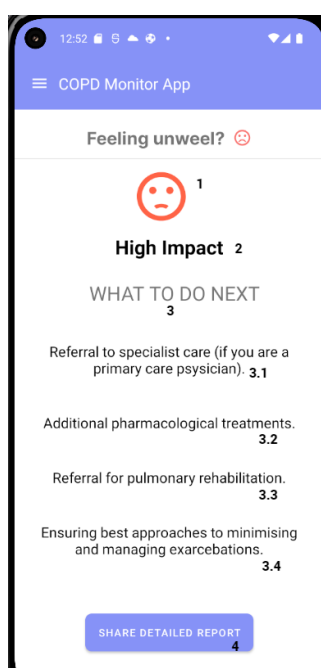 12:52
COPD Monitor App
Feeling unweel?
1
High Impact 2
WHAT TO DO NEXT
3
Referral to specialist care (if you are a
primary care psysician). 3.1
Additional pharmacological treatments.
3.2
Referral for pulmonary rehabilitation.
3.3
Ensuring best approaches to minimising
and managing exarcebations.
3.4
SHARE DETAILED REPORT
4